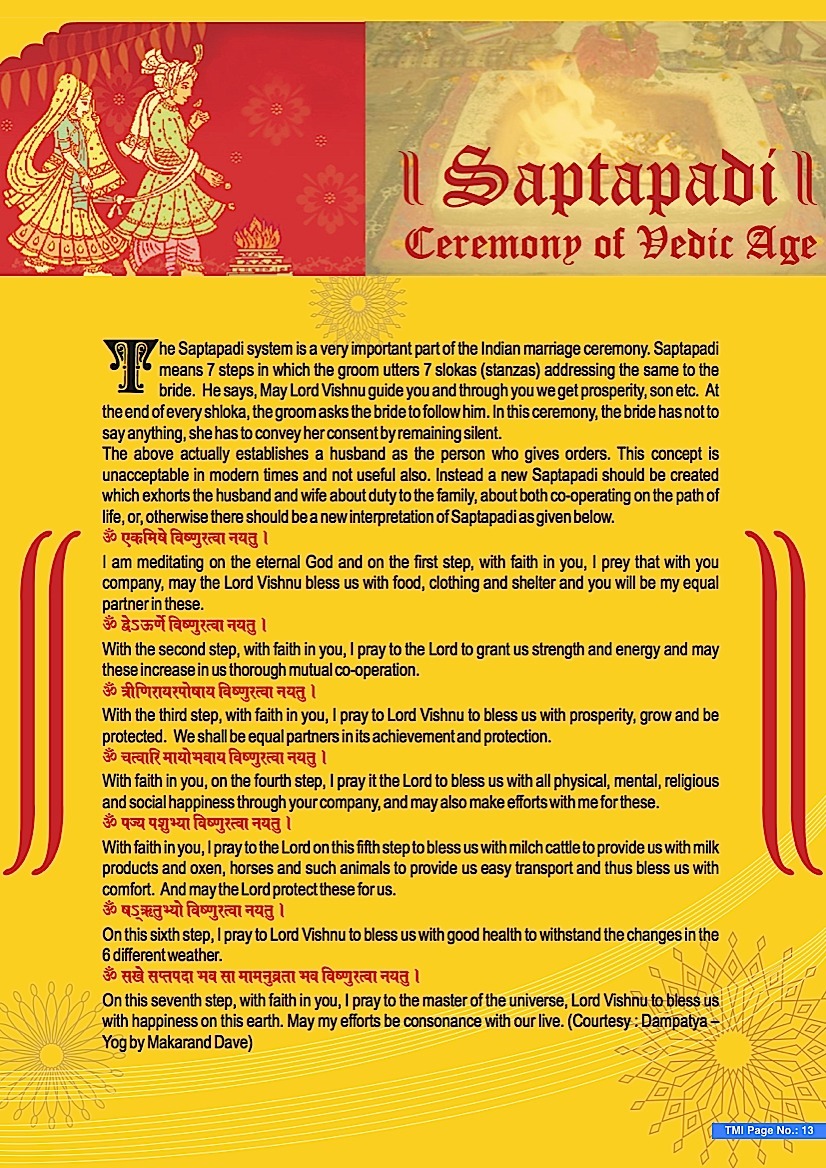 || Saptapadi ||
Ceremony of Vedic Age
The Saptapadi system is a very important part of the Indian marriage ceremony. Saptapadi
means 7 steps in which the groom utters 7 slokas (stanzas) addressing the same to the
bride. He says, May Lord Vishnu guide you and through you we get prosperity, son etc. At
the end of every shloka, the groom asks the bride to follow him. In this ceremony, the bride has not to
say anything, she has to convey her consent by remaining silent.
The above actually establishes a husband as the person who gives orders. This concept is
unacceptable in modern times and not useful also. Instead a new Saptapadi should be created
which exhorts the husband and wife about duty to the family, about both co-operating on the path of
life, or, otherwise there should be a new interpretation of Saptapadi as given below.
ॐ एकमिषे विष्णुरत्वा नयतु ।
I am meditating on the eternal God and on the first step, with faith in you, I prey that with you
company, may the Lord Vishnu bless us with food, clothing and shelter and you will be my equal
partner in these.
ॐ द्वेऽऊर्णे विष्णुरत्वा नयतु ।
With the second step, with faith in you, I pray to the Lord to grant us strength and energy and may
these increase in us thorough mutual co-operation.
ॐ त्रीणिरायरपोषाय विष्णुरत्वा नयतु ।
With the third step, with faith in you, I pray to Lord Vishnu to bless us with prosperity, grow and be
protected. We shall be equal partners in its achievement and protection.
ॐ चत्वारि मायोभवाय विष्णुरत्वा नयतु ।
With faith in you, on the fourth step, I pray it the Lord to bless us with all physical, mental, religious
and social happiness through your company, and may also make efforts with me for these.
ॐ पज्य पशुभ्या विष्णुरत्वा नयतु ।
With faith in you, I pray to the Lord on this fifth step to bless us with milch cattle to provide us with milk
products and oxen, horses and such animals to provide us easy transport and thus bless us with
comfort. And may the Lord protect these for us.
ॐ षऽऋतुभ्यो विष्णुरत्वा नयतु ।
On this sixth step, I pray to Lord Vishnu to bless us with good health to withstand the changes in the
6 different weather.
ॐ सखे सप्तपदा भव सा मामनुव्रता भव विष्णुरत्वा नयतु ।
On this seventh step, with faith in you, I pray to the master of the universe, Lord Vishnu to bless us
with happiness on this earth. May my efforts be consonance with our live. (Courtesy : Dampatya –
Yog by Makarand Dave)
TMI Page No.: 13